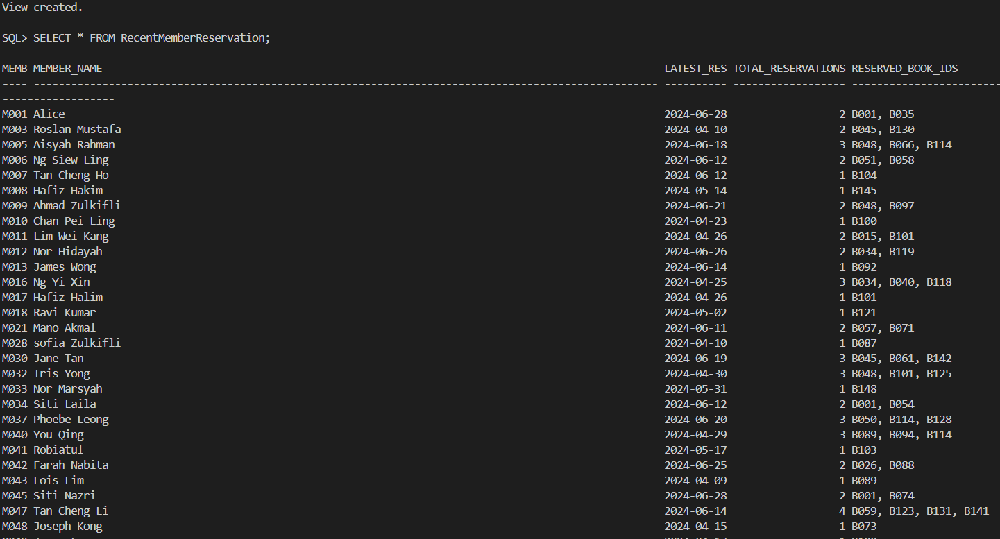 View created.
SQL> SELECT * FROM RecentMemberReservation;
MEMB MEMBER_NAME LATEST_RES TOTAL_RESERVATIONS RESERVED_BOOK_IDS
---- ---------------------------------------------------------------------------------------------------- ---------- ------------------ ------------------------
------------------
M001 Alice 2024-06-28 2 B001, B035
M003 Roslan Mustafa 2024-04-10 2 B045, B130
M005 Aisyah Rahman 2024-06-18 3 B048, B066, B114
M006 Ng Siew Ling 2024-06-12 2 B051, B058
M007 Tan Cheng Ho 2024-06-12 1 B104
M008 Hafiz Hakim 2024-05-14 1 B145
M009 Ahmad Zulkifli 2024-06-21 2 B048, B097
M010 Chan Pei Ling 2024-04-23 1 B100
M011 Lim Wei Kang 2024-04-26 2 B015, B101
M012 Nor Hidayah 2024-06-26 2 B034, B119
M013 James Wong 2024-06-14 1 B092
M016 Ng Yi Xin 2024-04-25 3 B034, B040, B118
M017 Hafiz Halim 2024-04-26 1 B101
M018 Ravi Kumar 2024-05-02 1 B121
M021 Mano Akmal 2024-06-11 2 B057, B071
M028 sofia Zulkifli 2024-04-10 1 B087
M030 Jane Tan 2024-06-19 3 B045, B061, B142
M032 Iris Yong 2024-04-30 3 B048, B101, B125
M033 Nor Marsyah 2024-05-31 1 B148
M034 Siti Laila 2024-06-12 2 B001, B054
M037 Phoebe Leong 2024-06-20 3 B050, B114, B128
M040 You Qing 2024-04-29 3 B089, B094, B114
M041 Robiatul 2024-05-17 1 B103
M042 Farah Nabita 2024-06-25 2 B026, B088
M043 Lois Lim 2024-04-09 1 B089
M045 Siti Nazri 2024-06-28 2 B001, B074
M047 Tan Cheng Li 2024-06-14 4 B059, B123, B131, B141
M048 Joseph Kong 2024-04-15 1 B073